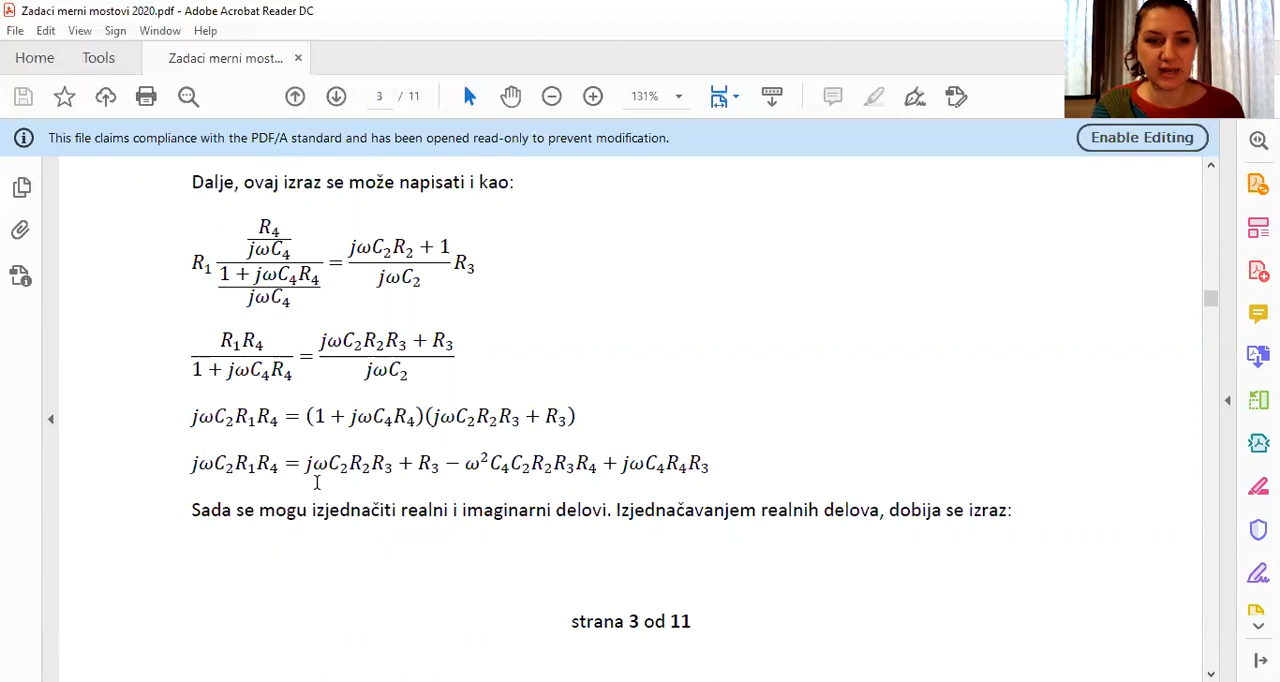 Zadaci merni mostovi 2020.pdf - Adobe Acrobat Reader DC
File Edit View Sign Window Help
Home Tools Zadaci merni most... ×
3 / 11 131%
This file claims compliance with the PDF/A standard and has been opened read-only to prevent modification. Enable Editing
Dalje, ovaj izraz se može napisati i kao:
R₁ ((R₄/(jωC₄))/((1 + jωC₄R₄)/(jωC₄))) = ((jωC₂R₂ + 1)/(jωC₂)) R₃
(R₁R₄)/(1 + jωC₄R₄) = (jωC₂R₂R₃ + R₃)/(jωC₂)
jωC₂R₁R₄ = (1 + jωC₄R₄)(jωC₂R₂R₃ + R₃)
jωC₂R₁R₄ = jωC₂R₂R₃ + R₃ − ω²C₄C₂R₂R₃R₄ + jωC₄R₄R₃
Sada se mogu izjednačiti realni i imaginarni delovi. Izjednačavanjem realnih delova, dobija se izraz:
strana 3 od 11